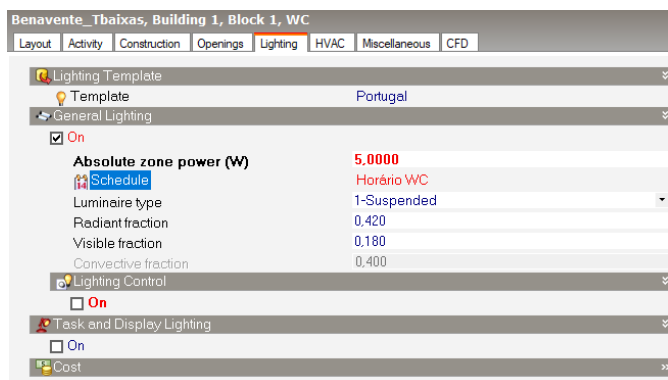 Benavente_Tbaixas, Building 1, Block 1, WC
Layout Activity Construction Openings Lighting HVAC Miscellaneous CFD
Lighting Template
Template Portugal
General Lighting
On
Absolute zone power (W) 5,0000
14 Schedule Horário WC
Luminaire type 1-Suspended
Radiant fraction 0,420
Visible fraction 0,180
Convective fraction 0,400
Lighting Control
On
Task and Display Lighting
On
Cost